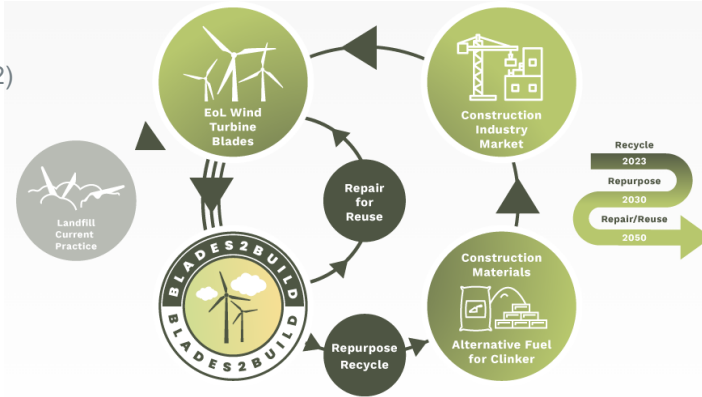 2)
EoL Wind
Turbine
Blades
Construction
Industry
Market
Recycle
2023
Repurpose
2030
Repair/Reuse
2050
Landfill
Current
Practice
Repair
for
Reuse
BLADES2BUILD
BLADES2BUILD
Construction
Materials
Alternative Fuel
for Clinker
Repurpose
Recycle